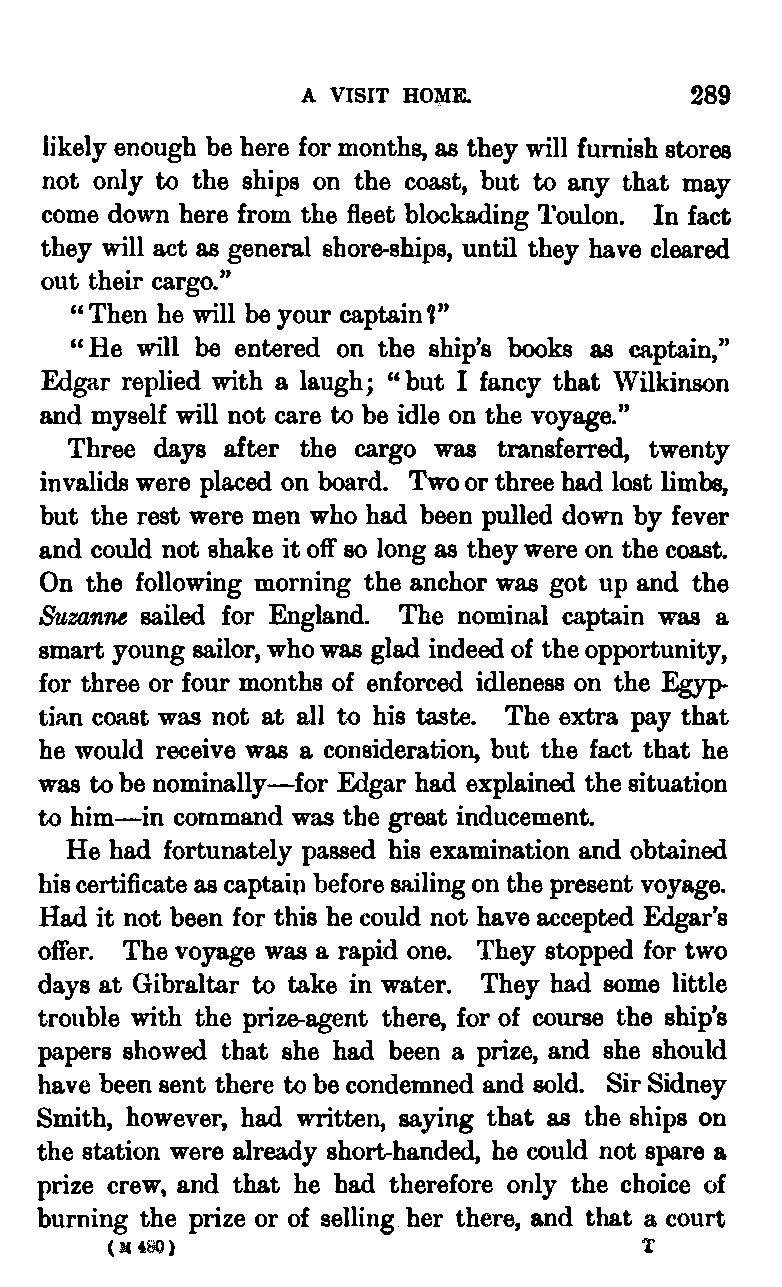 A VISIT HOME. 289
likely enough be here for months, as they will furnish stores
not only to the ships on the coast, but to any that may
come down here from the fleet blockading Toulon. In fact
they will act as general shore-ships, until they have cleared
out their cargo."
"Then he will be your captain?"
"He will be entered on the ship's books as captain,"
Edgar replied with a laugh; "but I fancy that Wilkinson
and myself will not care to be idle on the voyage."
Three days after the cargo was transferred, twenty
invalids were placed on board. Two or three had lost limbs,
but the rest were men who had been pulled down by fever
and could not shake it off so long as they were on the coast.
On the following morning the anchor was got up and the
Suzanne sailed for England. The nominal captain was a
smart young sailor, who was glad indeed of the opportunity,
for three or four months of enforced idleness on the Egyp-
tian coast was not at all to his taste. The extra pay that
he would receive was a consideration, but the fact that he
was to be nominally—for Edgar had explained the situation
to him—in command was the great inducement.
He had fortunately passed his examination and obtained
his certificate as captain before sailing on the present voyage.
Had it not been for this he could not have accepted Edgar's
offer. The voyage was a rapid one. They stopped for two
days at Gibraltar to take in water. They had some little
trouble with the prize-agent there, for of course the ship's
papers showed that she had been a prize, and she should
have been sent there to be condemned and sold. Sir Sidney
Smith, however, had written, saying that as the ships on
the station were already short-handed, he could not spare a
prize crew, and that he had therefore only the choice of
burning the prize or of selling her there, and that a court
(M 480) T